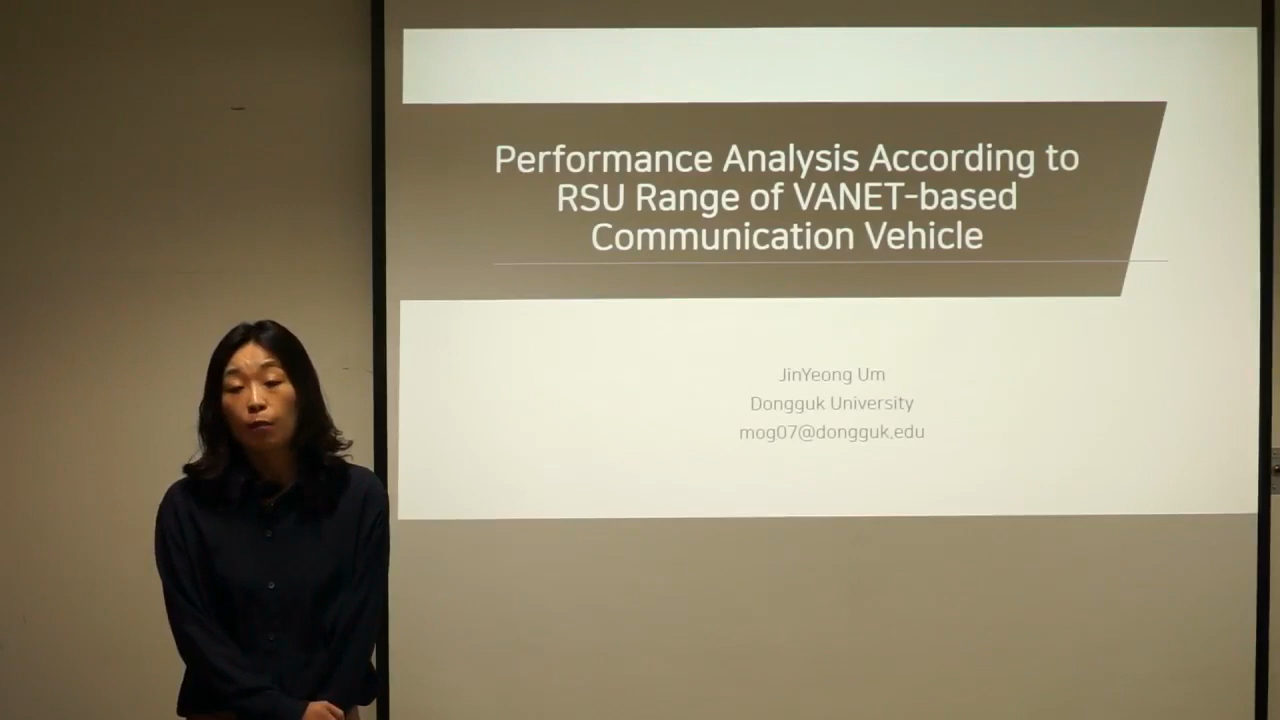 Performance Analysis According to
RSU Range of VANET-based
Communication Vehicle
JinYeong Um
Dongguk University
mog07@dongguk.edu